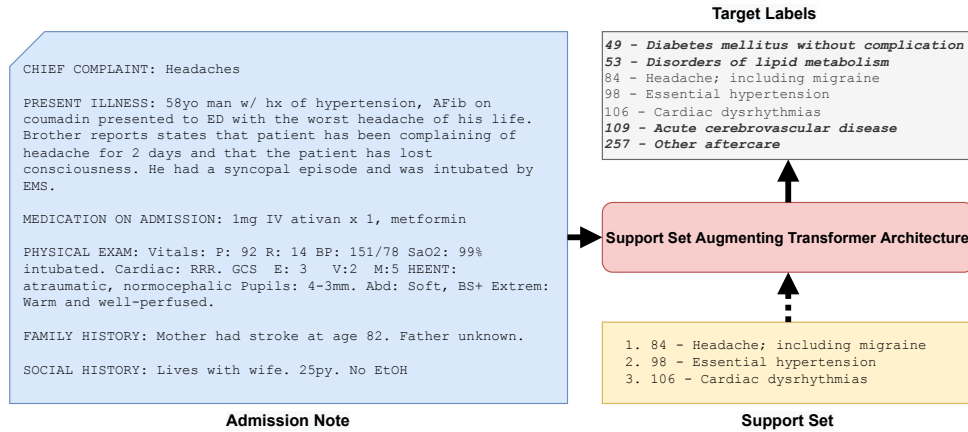 CHIEF COMPLAINT: Headaches
PRESENT ILLNESS: 58yo man w/ hx of hypertension, AFib on
coumadin presented to ED with the worst headache of his life.
Brother reports states that patient has been complaining of
headache for 2 days and that the patient has lost
consciousness. He had a syncopal episode and was intubated by
EMS.
MEDICATION ON ADMISSION: 1mg IV ativan x 1, metformin
PHYSICAL EXAM: Vitals: P: 92 R: 14 BP: 151/78 SaO2: 99%
intubated. Cardiac: RRR. GCS E: 3 V:2 M:5 HEENT:
atraumatic, normocephalic Pupils: 4-3mm. Abd: Soft, BS+ Extrem:
Warm and well-perfused.
FAMILY HISTORY: Mother had stroke at age 82. Father unknown.
SOCIAL HISTORY: Lives with wife. 25py. No EtOH
Admission Note
Target Labels
49 - Diabetes mellitus without complication
53 - Disorders of lipid metabolism
84 - Headache; including migraine
98 - Essential hypertension
106 - Cardiac dysrhythmias
109 - Acute cerebrovascular disease
257 - Other aftercare
Support Set Augmenting Transformer Architecture
1. 84 - Headache; including migraine
2. 98 - Essential hypertension
3. 106 - Cardiac dysrhythmias
Support Set